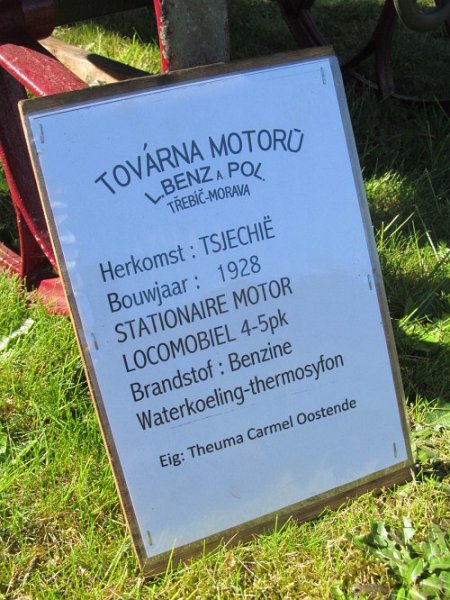 TOVÁRNA MOTORŮ
L. BENZ A. POL.
TŘEBÍČ-MORAVA
Herkomst : TSJECHIË
Bouwjaar : 1928
STATIONAIRE MOTOR
LOCOMOBIEL 4-5pk
Brandstof : Benzine
Waterkoeling-thermosyfon
Eig: Theuma Carmel Oostende